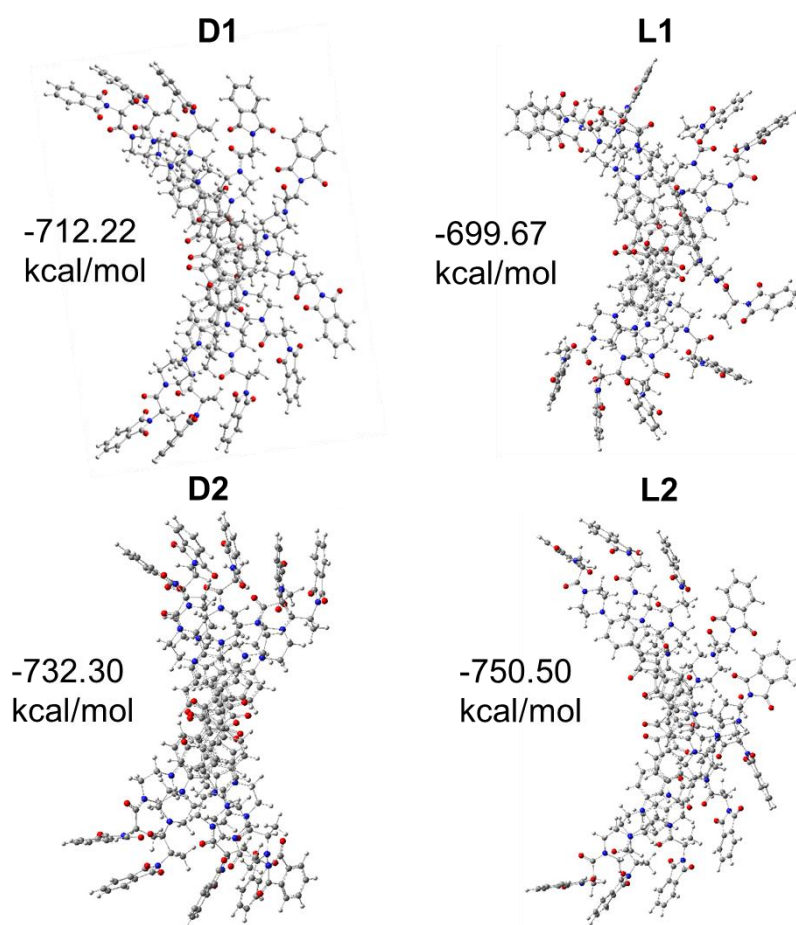 D1
-712.22
kcal/mol
L1
-699.67
kcal/mol
D2
-732.30
kcal/mol
L2
-750.50
kcal/mol